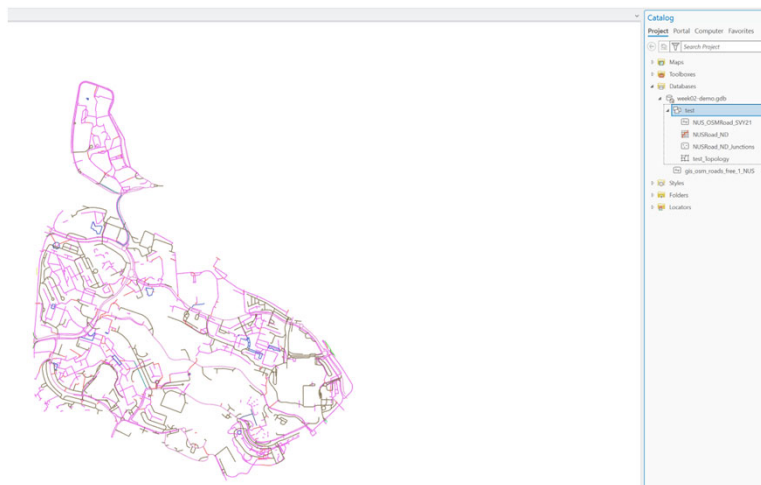 Catalog
Project Portal Computer Favorites
Search Project
Maps
Toolboxes
Databases
week02-demo.gdb
test
NUS_OSMRoad_SVY21
NUSRoad_ND
NUSRoad_ND_Junctions
test_Topology
gis_osm_roads_free_1_NUS
Styles
Folders
Locators